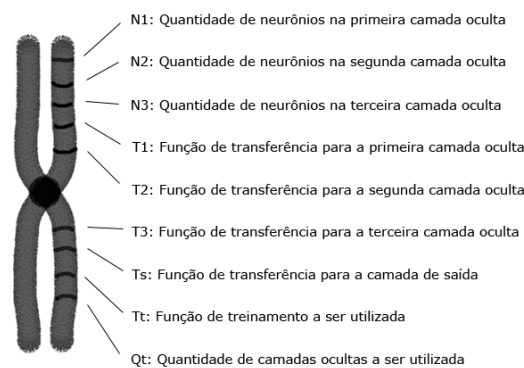 N1: Quantidade de neurônios na primeira camada oculta
N2: Quantidade de neurônios na segunda camada oculta
N3: Quantidade de neurônios na terceira camada oculta
T1: Função de transferência para a primeira camada oculta
T2: Função de transferência para a segunda camada oculta
T3: Função de transferência para a terceira camada oculta
Ts: Função de transferência para a camada de saída
Tt: Função de treinamento a ser utilizada
Qt: Quantidade de camadas ocultas a ser utilizada